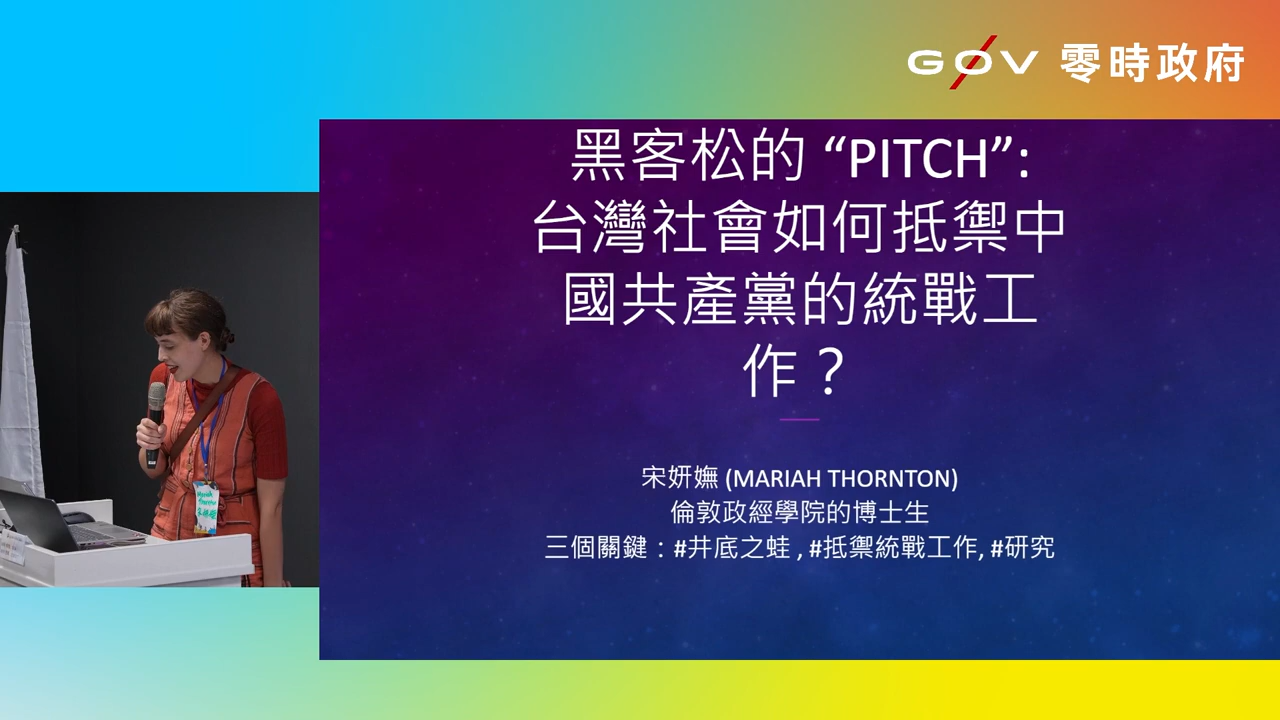 GØV 零時政府
黑客松的 “PITCH”:
台灣社會如何抵禦中
國共產黨的統戰工
作？
宋妍嫵 (MARIAH THORNTON)
倫敦政經學院的博士生
三個關鍵：#井底之蛙 , #抵禦統戰工作, #研究
Mariah
Thornton